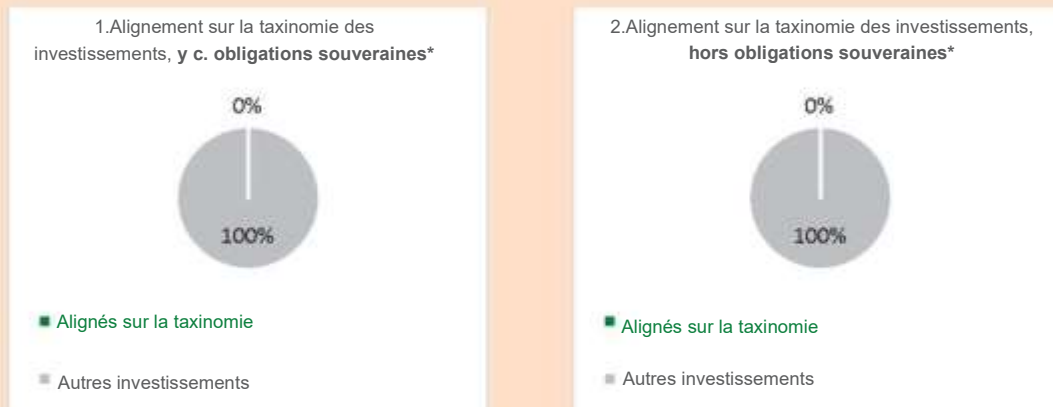 1.Alignement sur la taxinomie des
investissements, y c. obligations souveraines*
0%
100%
Alignés sur la taxinomie
Autres investissements
2.Alignement sur la taxinomie des investissements,
hors obligations souveraines*
0%
100%
Alignés sur la taxinomie
Autres investissements